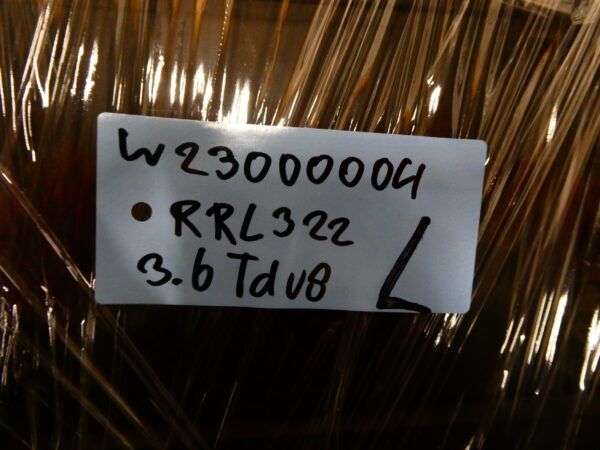 W23000004
• RRL322
3.6 Tdv8
L